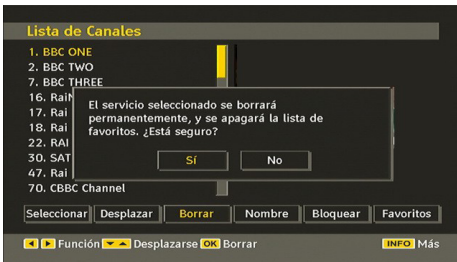 Lista de Canales
1. BBC ONE
2. BBC TWO
7. BBC THREE
16. Rai
17. Rai
18. Rai
22. RAI
30. SAT
47. Rai
70. CBBC Channel
El servicio seleccionado se borrará
permanentemente, y se apagará la lista de
favoritos. ¿Está seguro?
Sí No
Seleccionar Desplazar Borrar Nombre Bloquear Favoritos
Función Desplazarse OK Borrar INFO Más